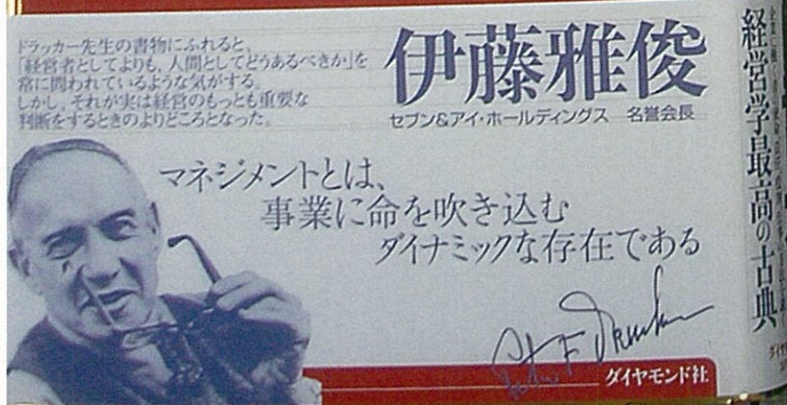 ドラッカー先生の書物にふれると、
「経営者としてよりも、人間としてどうあるべきか」を
常に問われているような気がする。
しかし、それが実は経営のもっとも重要な
判断をするときのよりどころとなった。
伊藤雅俊
セブン&アイ・ホールディングス 名誉会長
マネジメントとは、
事業に命を吹き込む
ダイナミックな存在である
Peter F Drucker
ダイヤモンド社
経営学最高の古典